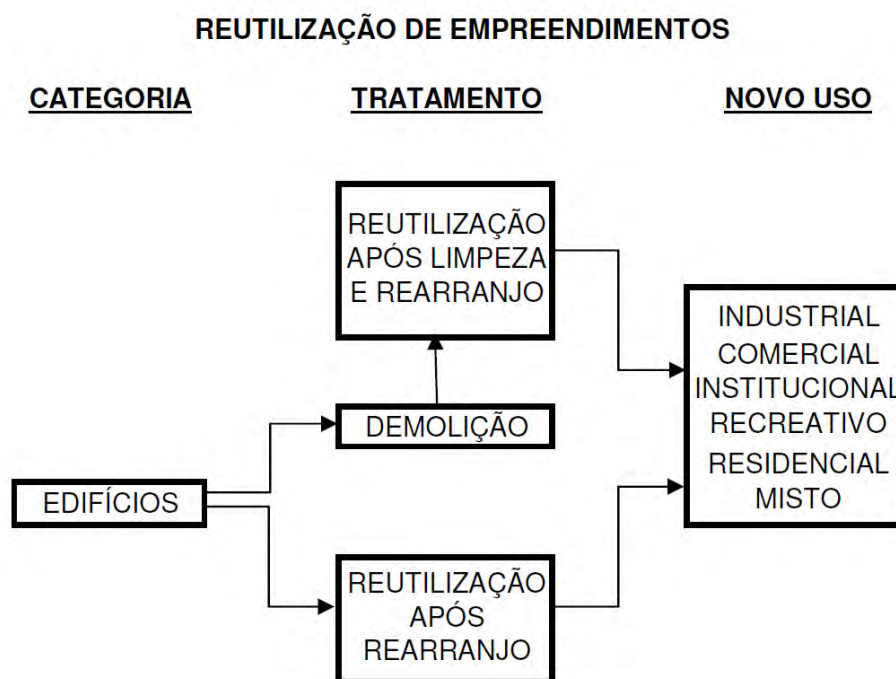 REUTILIZAÇÃO DE EMPREENDIMENTOS
CATEGORIA
TRATAMENTO
NOVO USO
REUTILIZAÇÃO
APÓS LIMPEZA
E REARRANJO
DEMOLIÇÃO
EDIFÍCIOS
REUTILIZAÇÃO
APÓS
REARRANJO
INDUSTRIAL
COMERCIAL
INSTITUCIONAL
RECREATIVO
RESIDENCIAL
MISTO